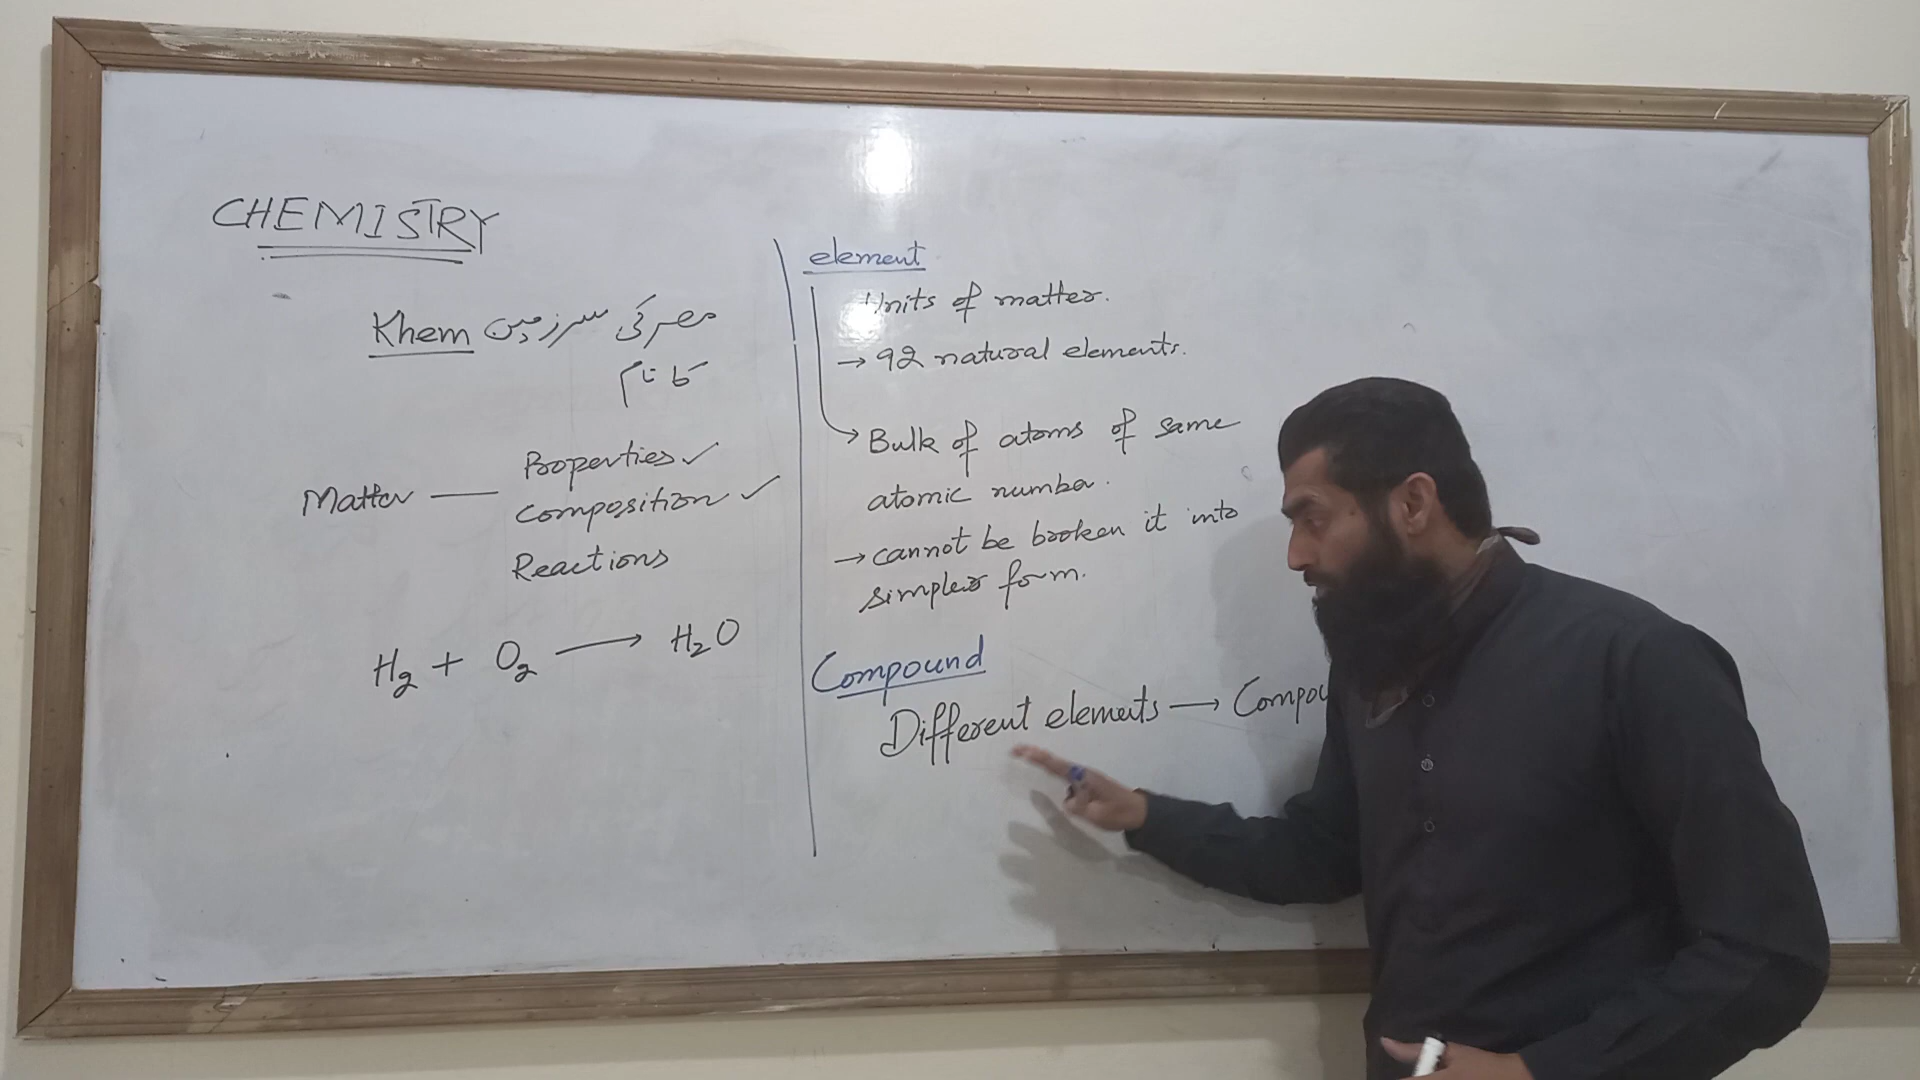 CHEMISTRY
Khem مصر کی سرزمین
کا نام
Matter — Properties ✓
Composition ✓
Reactions
H₂ + O₂ → H₂O
element
Units of matter.
→ 92 natural elements.
→ Bulk of atoms of same
atomic number.
→ cannot be broken it into
simpler form.
Compound
Different elements → Compou